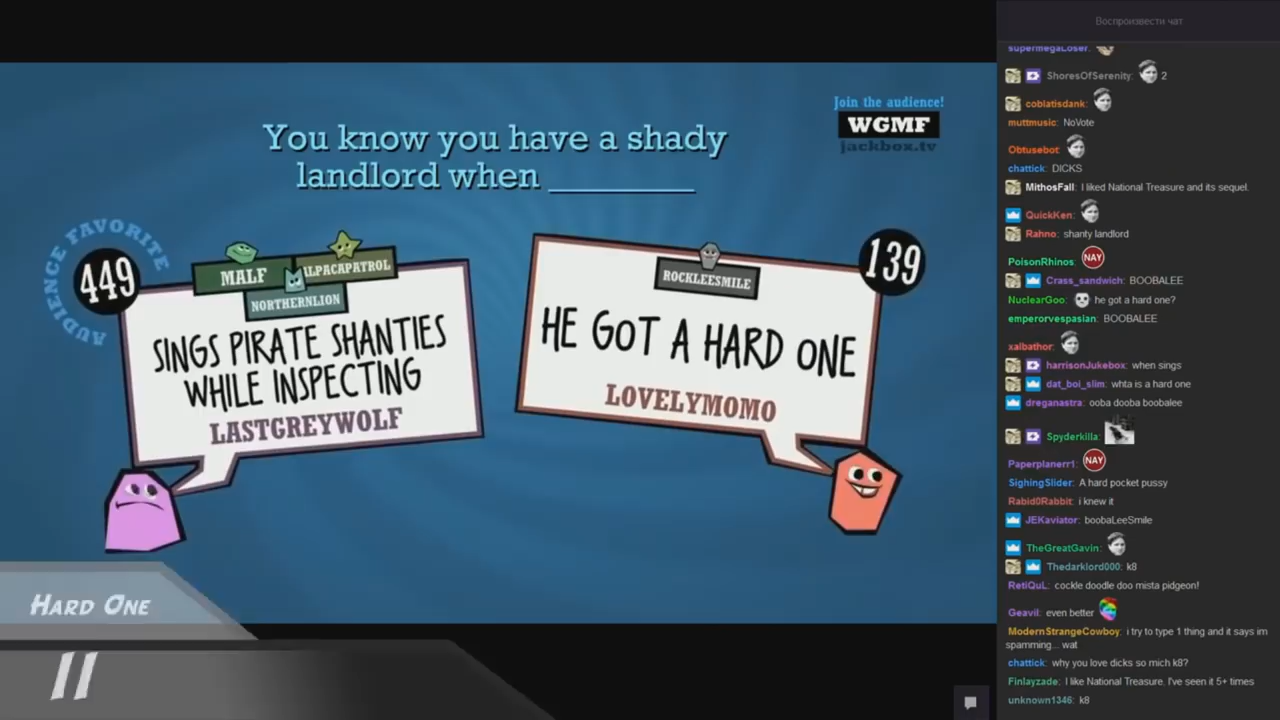 Join the audience!
WGMF
jackbox.tv
You know you have a shady
landlord when ________
AUDIENCE FAVORITE
449
MALF
ALPACAPATROL
NORTHERNLION
SINGS PIRATE SHANTIES
WHILE INSPECTING
LASTGREYWOLF
ROCKLEESMILE
139
HE GOT A HARD ONE
LOVELYMOMO
HARD ONE
11
Воспроизвести чат
supermegaLoser:
ShoresOfSerenity: 2
coblatisdank:
muttmusic: NoVote
Obtusebot:
chattick: DICKS
MithosFall: I liked National Treasure and its sequel.
QuickKen:
Rahno: shanty landlord
PoisonRhinos: NAY
Crass_sandwich: BOOBALEE
NuclearGoo: he got a hard one?
emperorvespasian: BOOBALEE
xalbathor:
harrisonJukebox: when sings
dat_boi_slim: whta is a hard one
dreganastra: ooba dooba boobalee
Spyderkilla:
Paperplanerr1: NAY
SighingSlider: A hard pocket pussy
Rabid0Rabbit: i knew it
JEKaviator: boobaLeeSmile
TheGreatGavin:
Thedarklord000: k8
RetiQuL: cockle doodle doo mista pidgeon!
Geavil: even better
ModernStrangeCowboy: i try to type 1 thing and it says im
spamming... wat
chattick: why you love dicks so mich k8?
Finlayzade: I like National Treasure. I've seen it 5+ times
unknown1346: k8